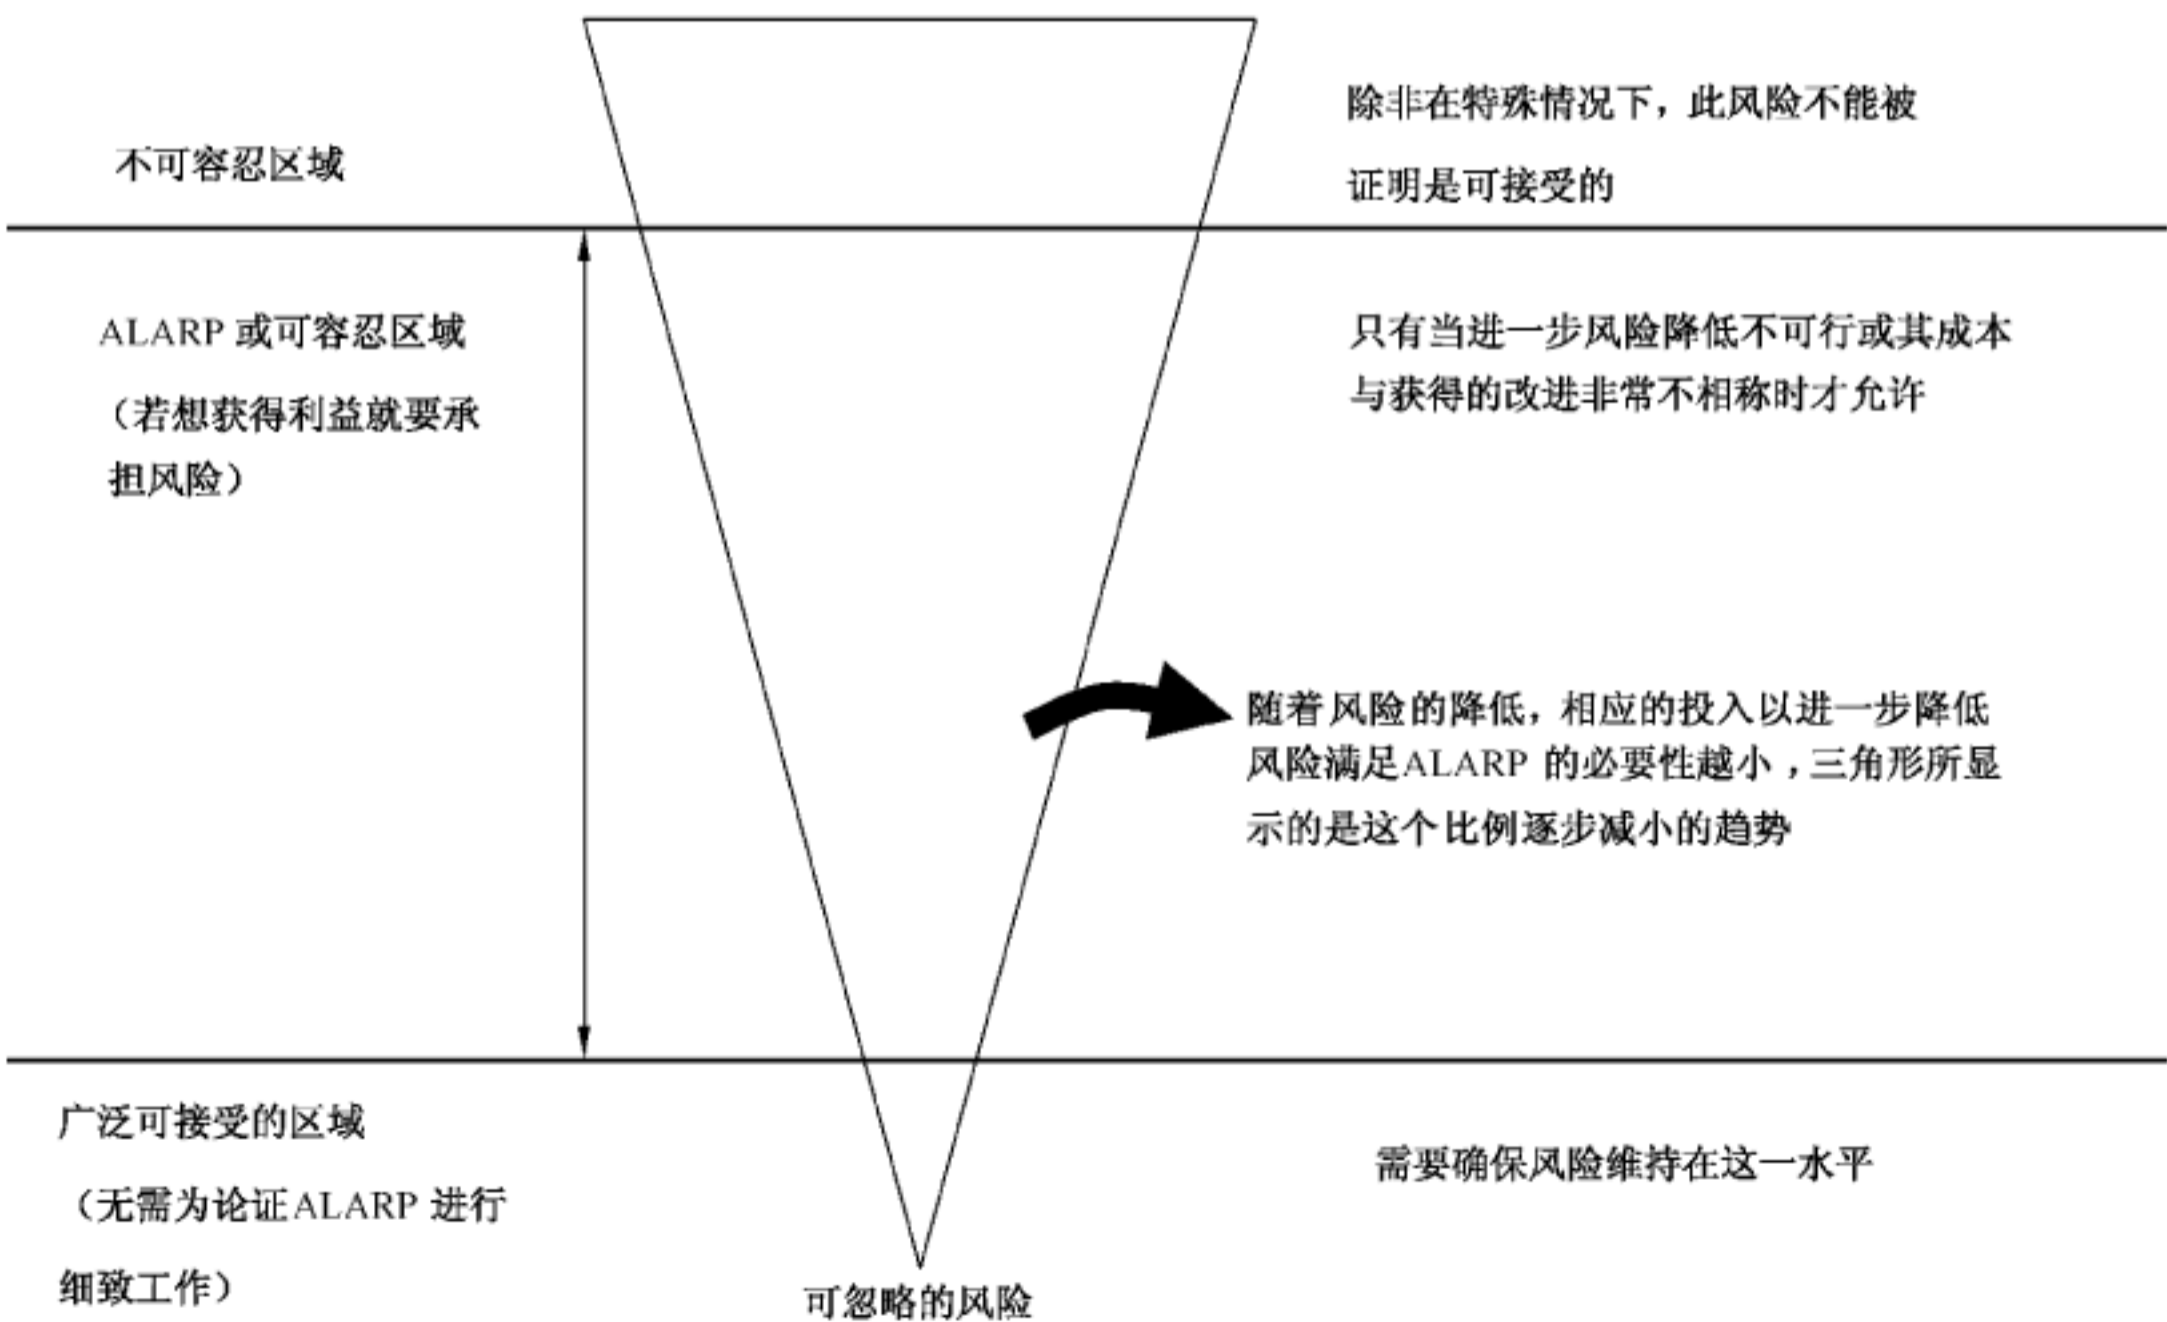 不可容忍区域
除非在特殊情况下，此风险不能被
证明是可接受的
ALARP 或可容忍区域
（若想获得利益就要承
担风险）
只有当进一步风险降低不可行或其成本
与获得的改进非常不相称时才允许
随着风险的降低，相应的投入以进一步降低
风险满足ALARP 的必要性越小，三角形所显
示的是这个比例逐步减小的趋势
广泛可接受的区域
（无需为论证ALARP 进行
细致工作）
需要确保风险维持在这一水平
可忽略的风险